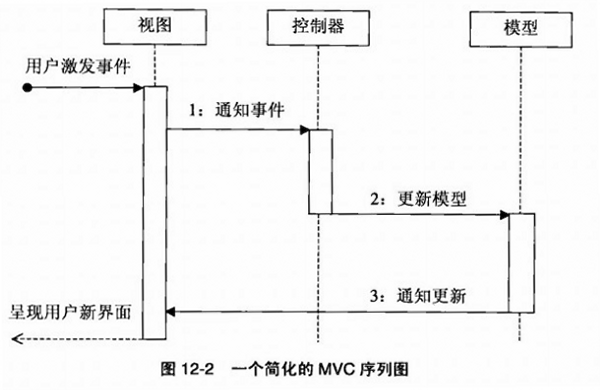 视图
控制器
模型
用户激发事件
1：通知事件
2：更新模型
3：通知更新
呈现用户新界面
图 12-2 一个简化的 MVC 序列图